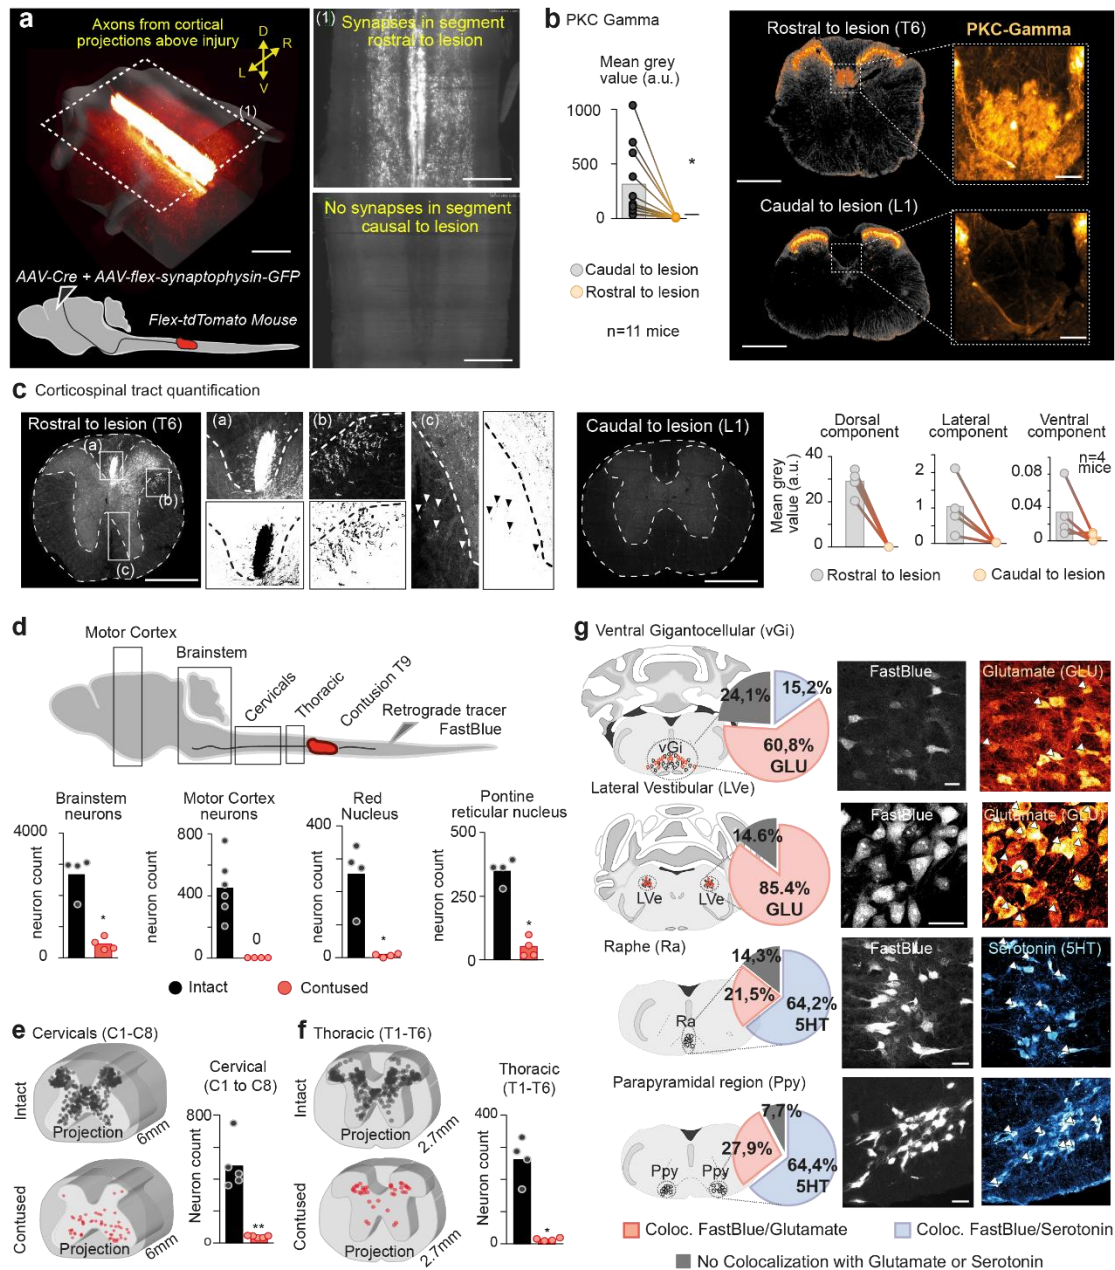 a
Axons from cortical
projections above injury
D
R
L
V
(1)
AAV-Cre + AAV-flex-synaptophysin-GFP
Flex-tdTomato Mouse
(1)
Synapses in segment
rostral to lesion
No synapses in segment
causal to lesion
b PKC Gamma
Mean grey
value (a.u.)
1000
500
0
*
Caudal to lesion
Rostral to lesion
n=11 mice
Rostral to lesion (T6)
PKC-Gamma
Caudal to lesion (L1)
c Corticospinal tract quantification
Rostral to lesion (T6)
(a)
(b)
(c)
(a)
(b)
(c)
Caudal to lesion (L1)
Mean grey
value (a.u.)
Dorsal
component
40
20
0
Lateral
component
2
1
0
Ventral
component
n=4
mice
0.08
0.04
0
Rostral to lesion
Caudal to lesion
d
Motor Cortex
Brainstem
Cervicals
Thoracic
Contusion T9
Retrograde tracer
FastBlue
Brainstem
neurons
neuron count
4000
2000
0
*
Motor Cortex
neurons
neuron count
800
400
0
0
Red
Nucleus
neuron count
400
200
0
*
Pontine
reticular nucleus
neuron count
500
250
0
*
Intact
Contused
e Cervicals (C1-C8)
Intact
Projection
6mm
Contused
Projection
6mm
Cervical
(C1 to C8)
Neuron count
800
400
0
**
f Thoracic (T1-T6)
Intact
Projection
2.7mm
Contused
Projection
2.7mm
Thoracic
(T1-T6)
Neuron count
400
200
0
*
g Ventral Gigantocellular (vGi)
vGi
24,1%
15,2%
60,8%
GLU
FastBlue
Glutamate (GLU)
Lateral Vestibular (LVe)
LVe
LVe
14.6%
85.4%
GLU
FastBlue
Glutamate (GLU)
Raphe (Ra)
Ra
14,3%
21,5%
64,2%
5HT
FastBlue
Serotonin (5HT)
Parapyramidal region (Ppy)
Ppy
Ppy
7,7%
27,9%
64,4%
5HT
Coloc. FastBlue/Glutamate
Coloc. FastBlue/Serotonin
No Colocalization with Glutamate or Serotonin